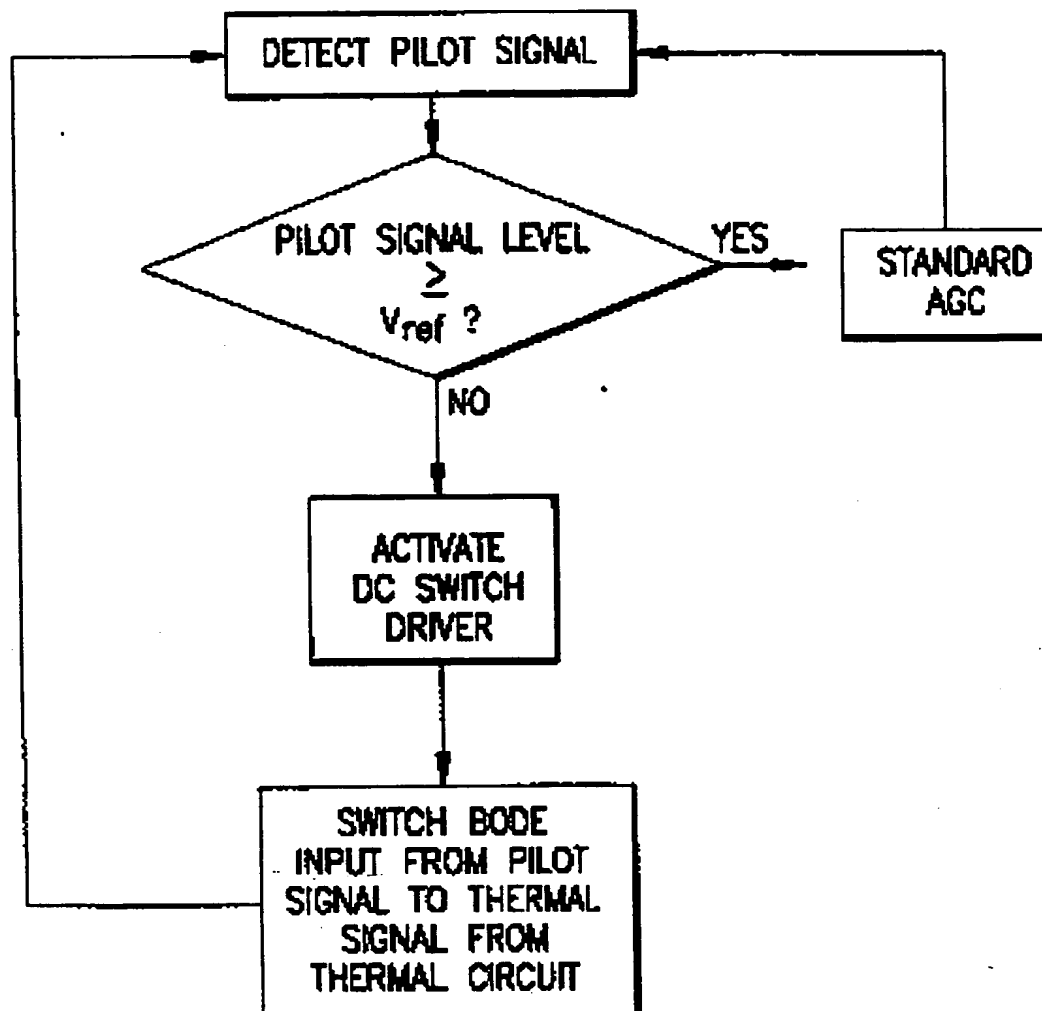 DETECT PILOT SIGNAL
PILOT SIGNAL LEVEL
≥
Vref ?
YES
STANDARD
AGC
NO
ACTIVATE
DC SWITCH
DRIVER
SWITCH BODE
INPUT FROM PILOT
SIGNAL TO THERMAL
SIGNAL FROM
THERMAL CIRCUIT